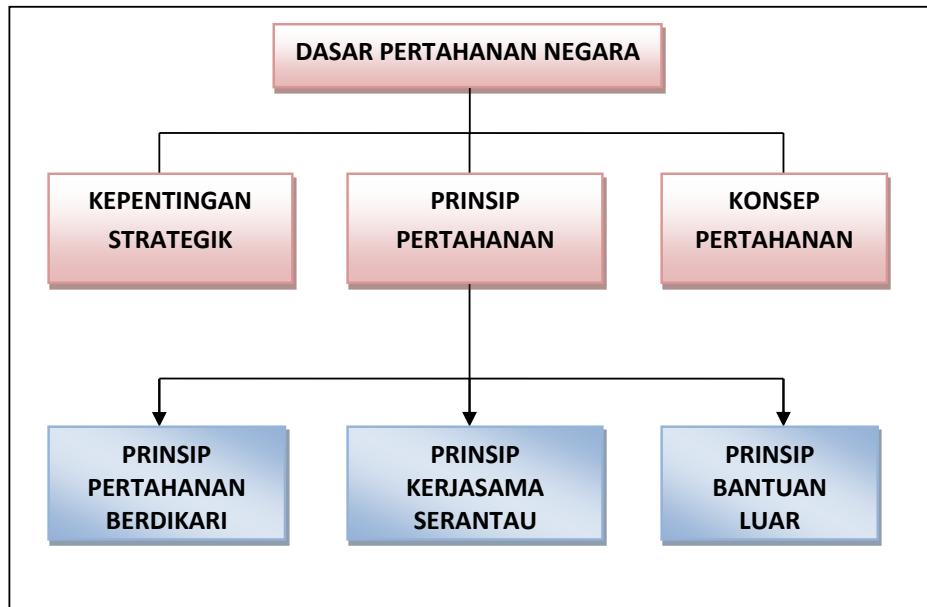 DASAR PERTAHANAN NEGARA
KEPENTINGAN
STRATEGIK
PRINSIP
PERTAHANAN
KONSEP
PERTAHANAN
PRINSIP
PERTAHANAN
BERDIKARI
PRINSIP
KERJASAMA
SERANTAU
PRINSIP
BANTUAN
LUAR